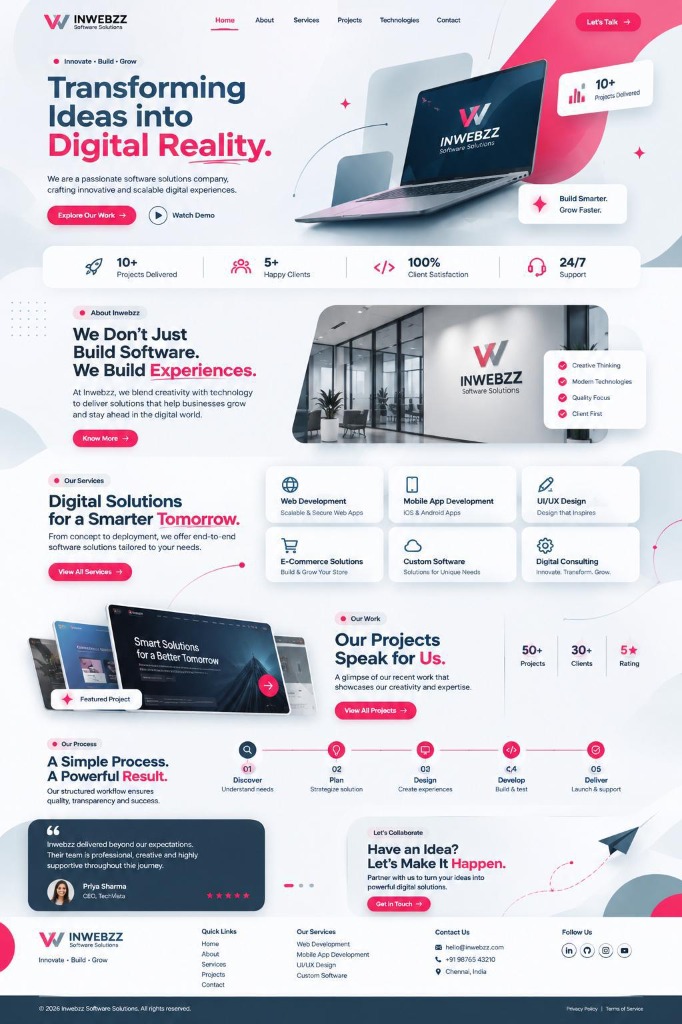 INWEBZZ
Software Solutions
Home
About
Services
Projects
Technologies
Contact
Let's Talk →
Innovate • Build • Grow
Transforming
Ideas into
Digital Reality.
We are a passionate software solutions company,
crafting innovative and scalable digital experiences.
Explore Our Work →
Watch Demo
INWEBZZ
Software Solutions
10+
Projects Delivered
Build Smarter.
Grow Faster.
10+
Projects Delivered
5+
Happy Clients
100%
Client Satisfaction
24/7
Support
About Inwebzz
We Don't Just
Build Software.
We Build Experiences.
At Inwebzz, we blend creativity with technology
to deliver solutions that help businesses grow
and stay ahead in the digital world.
Know More →
INWEBZZ
Software Solutions
Creative Thinking
Modern Technologies
Quality Focus
Client First
Our Services
Digital Solutions
for a Smarter Tomorrow.
From concept to deployment, we offer end-to-end
software solutions tailored to your needs.
View All Services →
Web Development
Scalable & Secure Web Apps
Mobile App Development
iOS & Android Apps
UI/UX Design
Design that Inspires
E-Commerce Solutions
Build & Grow Your Store
Custom Software
Solutions for Unique Needs
Digital Consulting
Innovate. Transform. Grow.
Smart Solutions
for a Better Tomorrow
Featured Project
Our Work
Our Projects
Speak for Us.
A glimpse of our recent work that
showcases our creativity and expertise.
View All Projects →
50+
Projects
30+
Clients
5★
Rating
Our Process
A Simple Process.
A Powerful Result.
Our structured workflow ensures
quality, transparency and success.
01
Discover
Understand needs
02
Plan
Strategize solution
03
Design
Create experiences
Develop
Build & test
05
Deliver
Launch & support
Inwebzz delivered beyond our expectations.
Their team is professional, creative and highly
supportive throughout the journey.
Priya Sharma
CEO, TechVista
Let's Collaborate
Have an Idea?
Let's Make It Happen.
Partner with us to turn your ideas into
powerful digital solutions.
Get in Touch →
INWEBZZ
Software Solutions
Innovate • Build • Grow
Quick Links
Home
About
Services
Projects
Contact
Our Services
Web Development
Mobile App Development
UI/UX Design
Custom Software
Contact Us
hello@inwebzz.com
+91 98765 43210
Chennai, India
Follow Us
© 2026 Inwebzz Software Solutions. All rights reserved.
Privacy Policy | Terms of Service